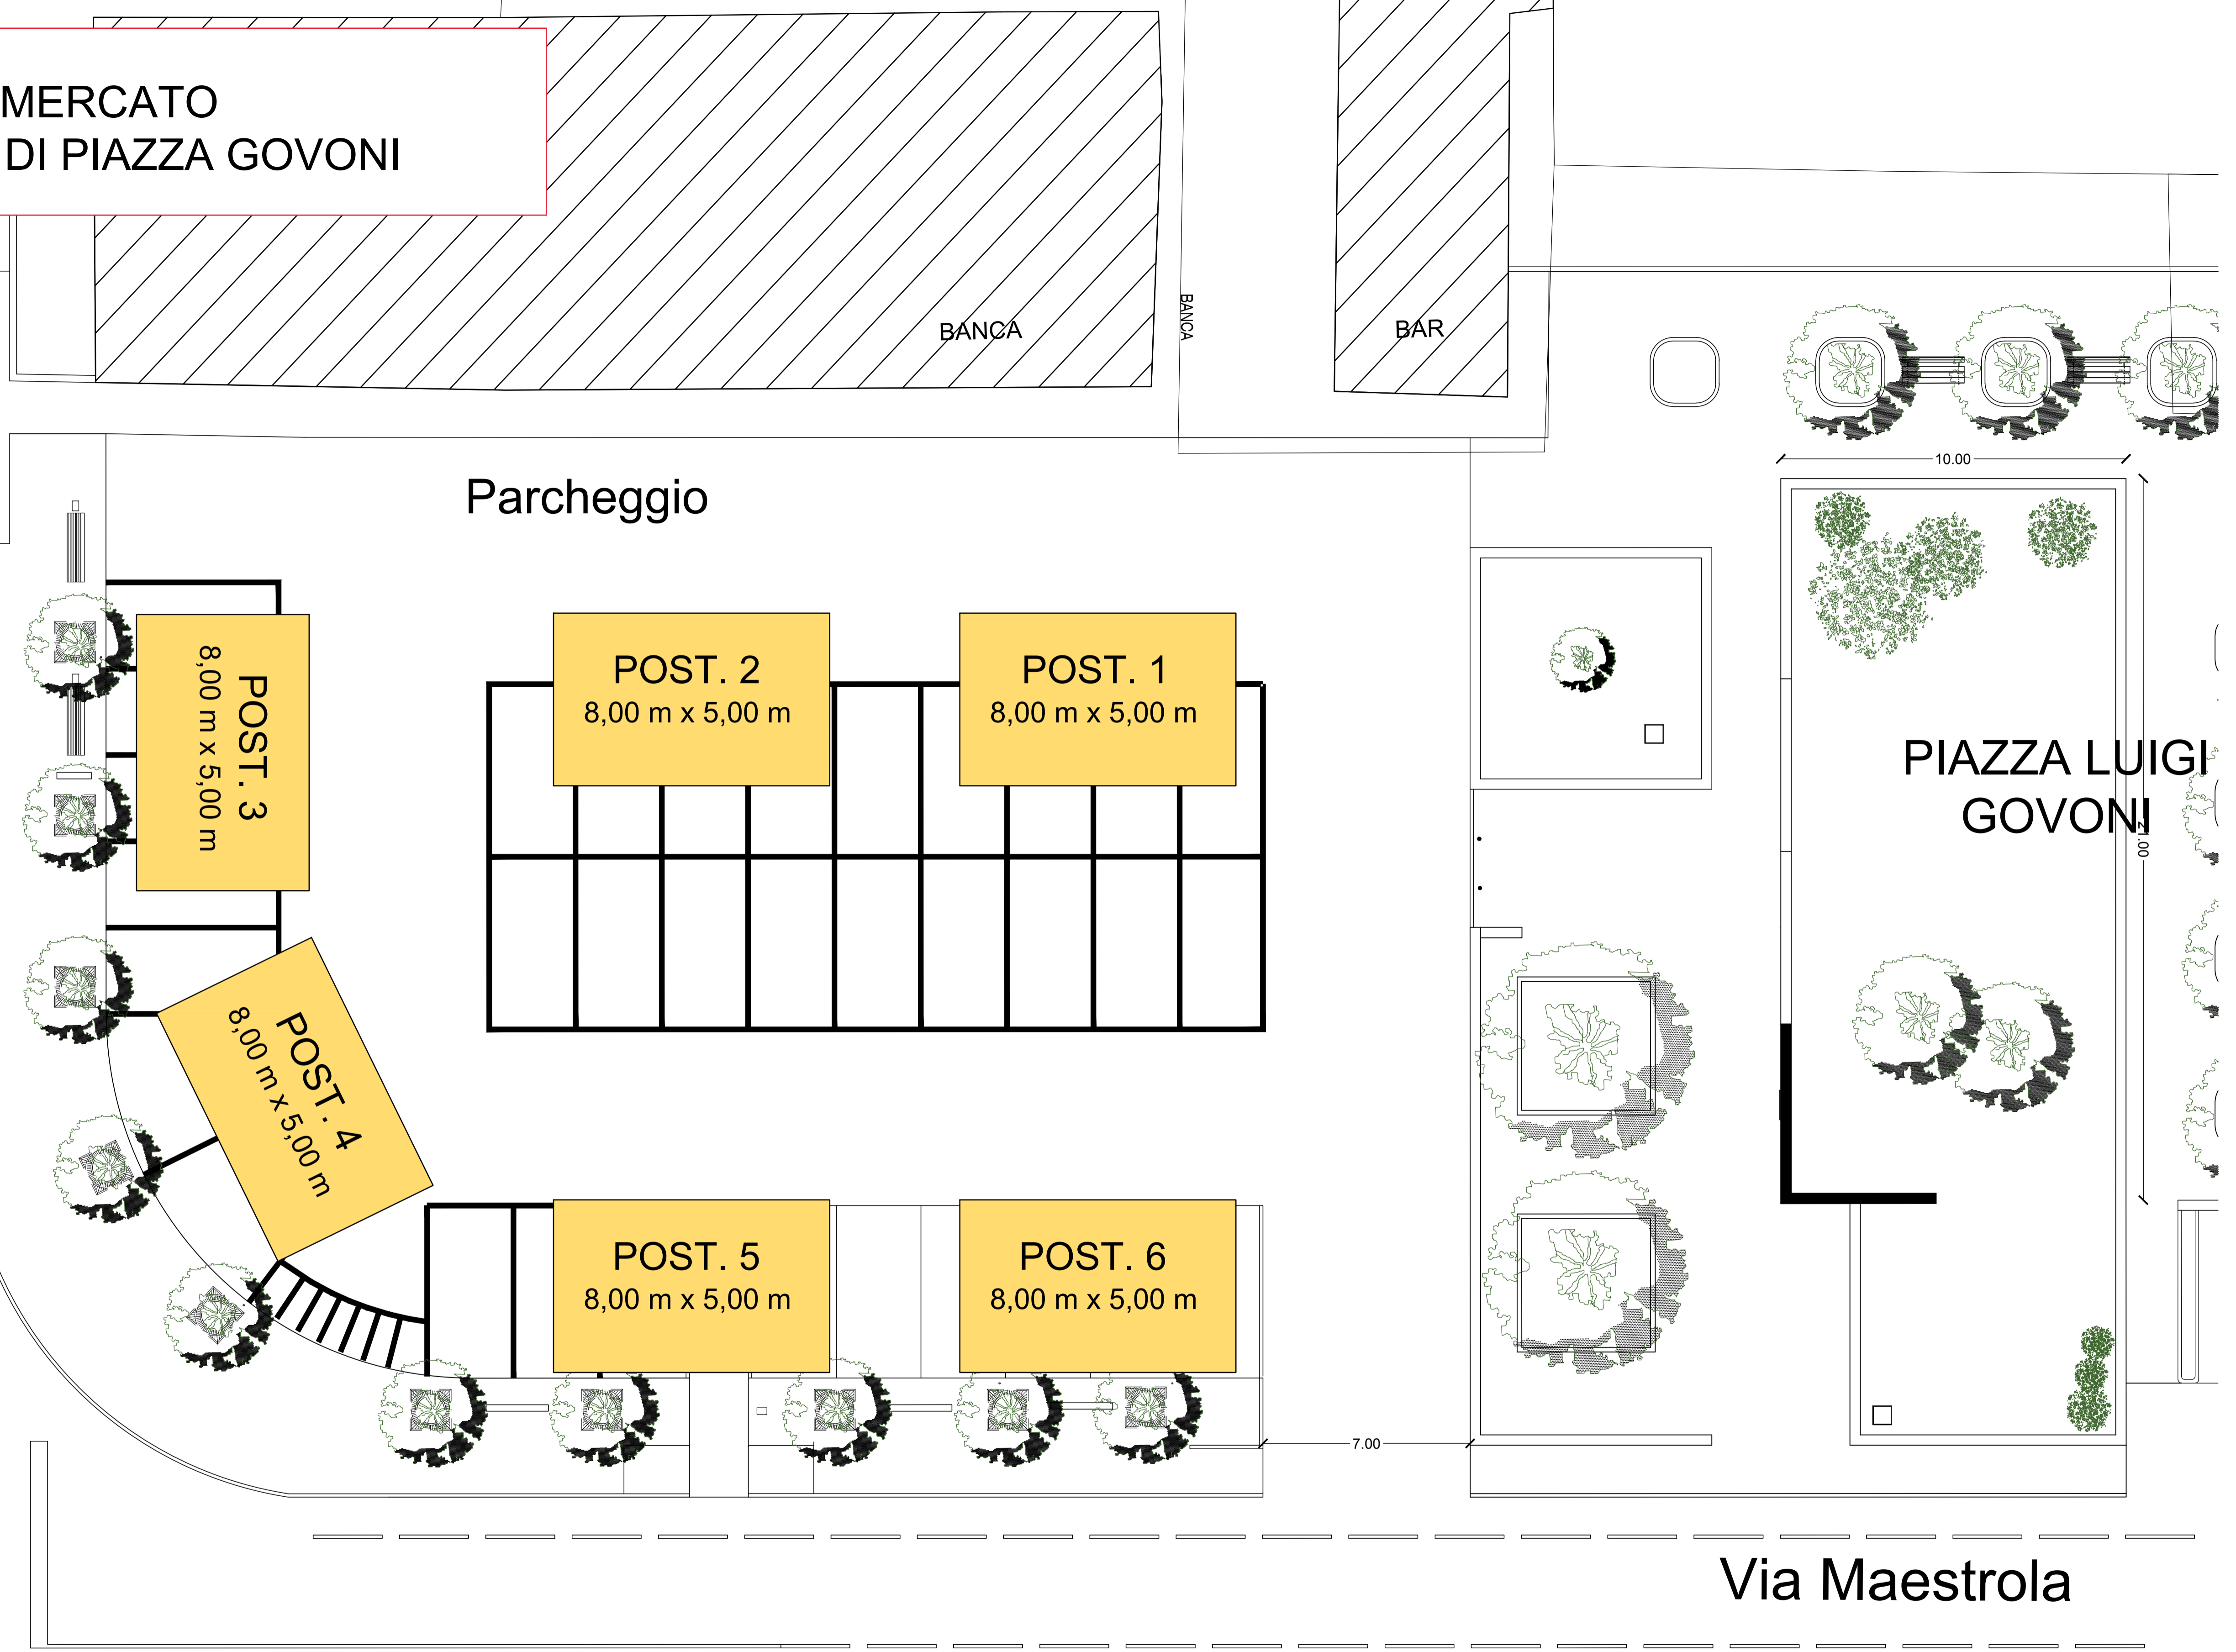 MERCATO
DI PIAZZA GOVONI
BANCA
BANCA
BAR
Parcheggio
10.00
POST. 2
8,00 m x 5,00 m
POST. 1
8,00 m x 5,00 m
POST. 3
8,00 m x 5,00 m
PIAZZA LUIGI
GOVONI
21.00
POST. 4
8,00 m x 5,00 m
POST. 5
8,00 m x 5,00 m
POST. 6
8,00 m x 5,00 m
7.00
Via Maestrola